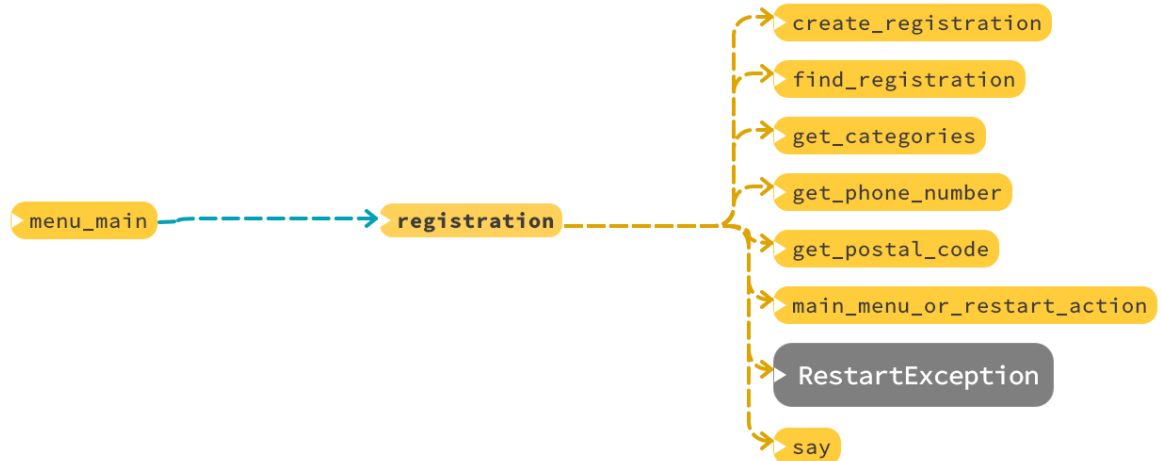 create_registration
find_registration
get_categories
get_phone_number
menu_main
registration
get_postal_code
main_menu_or_restart_action
RestartException
say